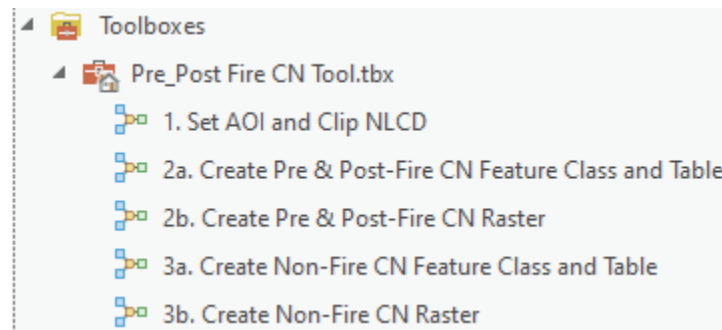 Toolboxes
Pre_Post Fire CN Tool.tbx
1. Set AOI and Clip NLCD
2a. Create Pre & Post-Fire CN Feature Class and Table
2b. Create Pre & Post-Fire CN Raster
3a. Create Non-Fire CN Feature Class and Table
3b. Create Non-Fire CN Raster